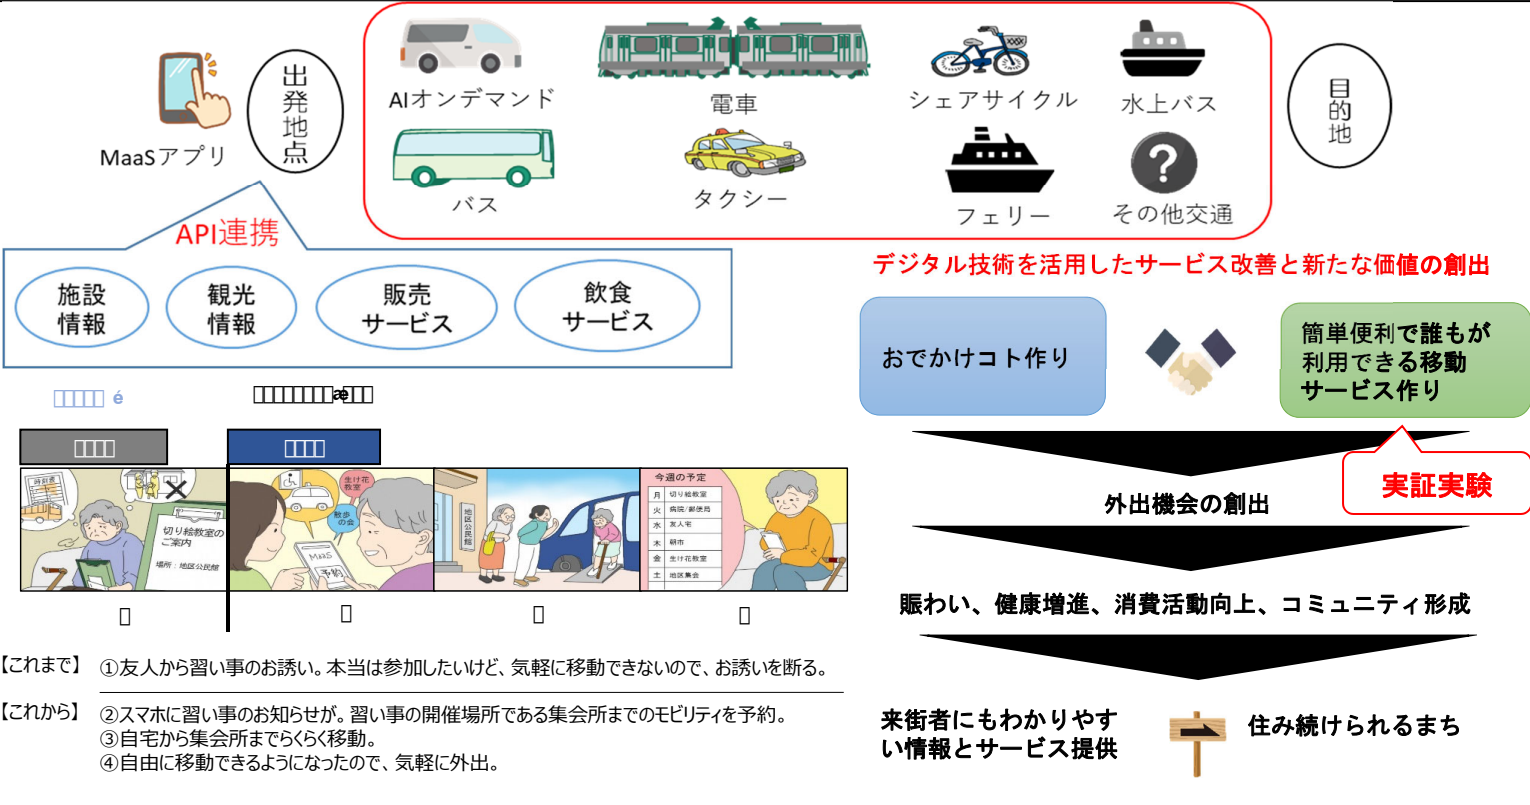 MaaSアプリ
出発地点
AIオンデマンド
電車
シェアサイクル
水上バス
バス
タクシー
フェリー
その他交通
目的地
API連携
施設
情報
観光
情報
販売
サービス
飲食
サービス
デジタル技術を活用したサービス改善と新たな価値の創出
おでかけコト作り
簡単便利で誰もが
利用できる移動
サービス作り
実証実験
外出機会の創出
賑わい、健康増進、消費活動向上、コミュニティ形成
来街者にもわかりやす
い情報とサービス提供
住み続けられるまち
時刻表
切り絵教室の
ご案内
場所:地区公民館
生け花
教室
散歩
の会
MaaS
予約
地区公民館
今週の予定
月 切り絵教室
火 病院/郵便局
水 友人宅
木 朝市
金 生け花教室
土 地区集会
【これまで】 ①友人から習い事のお誘い。本当は参加したいけど、気軽に移動できないので、お誘いを断る。
【これから】 ②スマホに習い事のお知らせが。習い事の開催場所である集会所までのモビリティを予約。
③自宅から集会所までらくらく移動。
④自由に移動できるようになったので、気軽に外出。